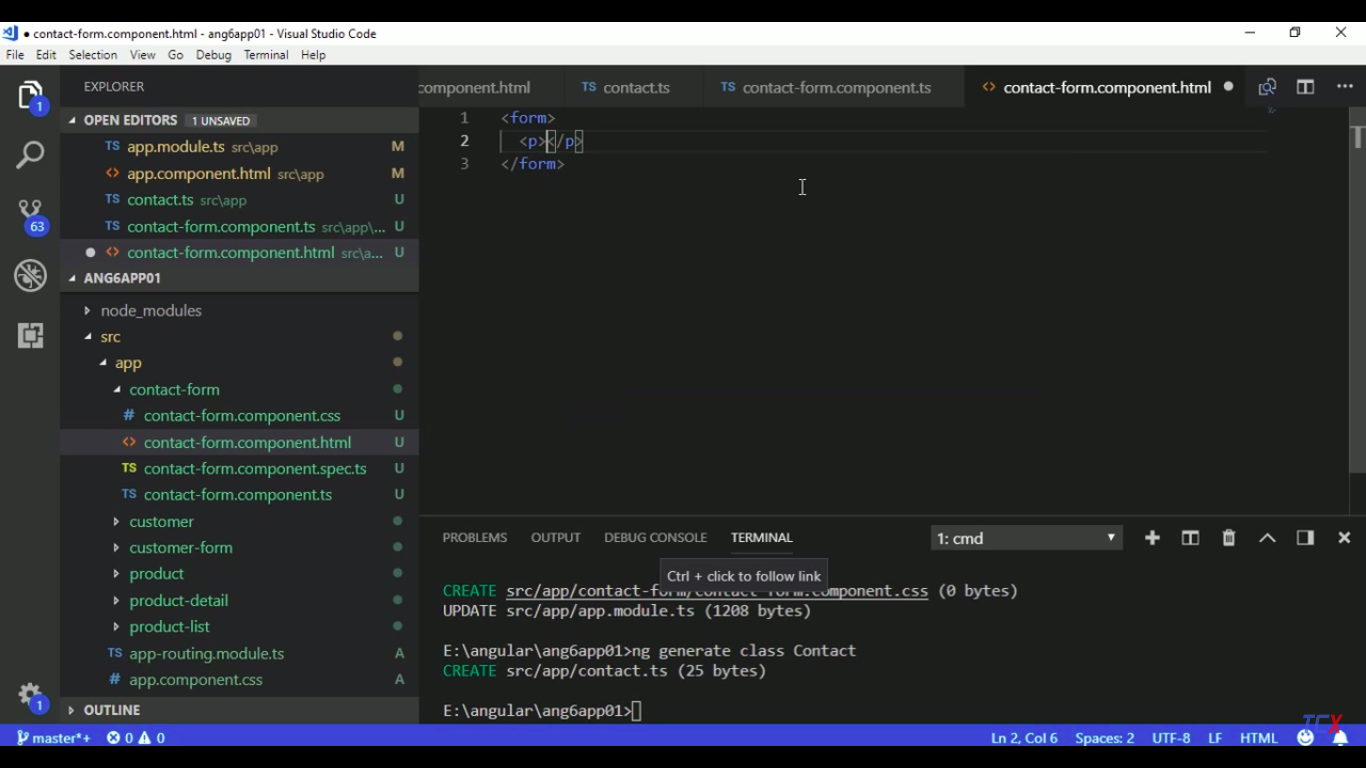 ● contact-form.component.html - ang6app01 - Visual Studio Code
File Edit Selection View Go Debug Terminal Help
EXPLORER
component.html TS contact.ts TS contact-form.component.ts <> contact-form.component.html ● ...
OPEN EDITORS 1 UNSAVED
TS app.module.ts src\app M
<> app.component.html src\app M
TS contact.ts src\app U
TS contact-form.component.ts src\app\... U
● <> contact-form.component.html src\a... U
ANG6APP01
node_modules
src
app
contact-form
# contact-form.component.css U
<> contact-form.component.html U
TS contact-form.component.spec.ts U
TS contact-form.component.ts U
customer
customer-form
product
product-detail
product-list
TS app-routing.module.ts A
# app.component.css A
OUTLINE
1
63
1
1 <form>
2 <p></p>
3 </form>
PROBLEMS OUTPUT DEBUG CONSOLE TERMINAL 1: cmd
Ctrl + click to follow link
CREATE src/app/contact-form/contact-form.component.css (0 bytes)
UPDATE src/app/app.module.ts (1208 bytes)
E:\angular\ang6app01>ng generate class Contact
CREATE src/app/contact.ts (25 bytes)
E:\angular\ang6app01>
TCX
master*+ 0 0 Ln 2, Col 6 Spaces: 2 UTF-8 LF HTML